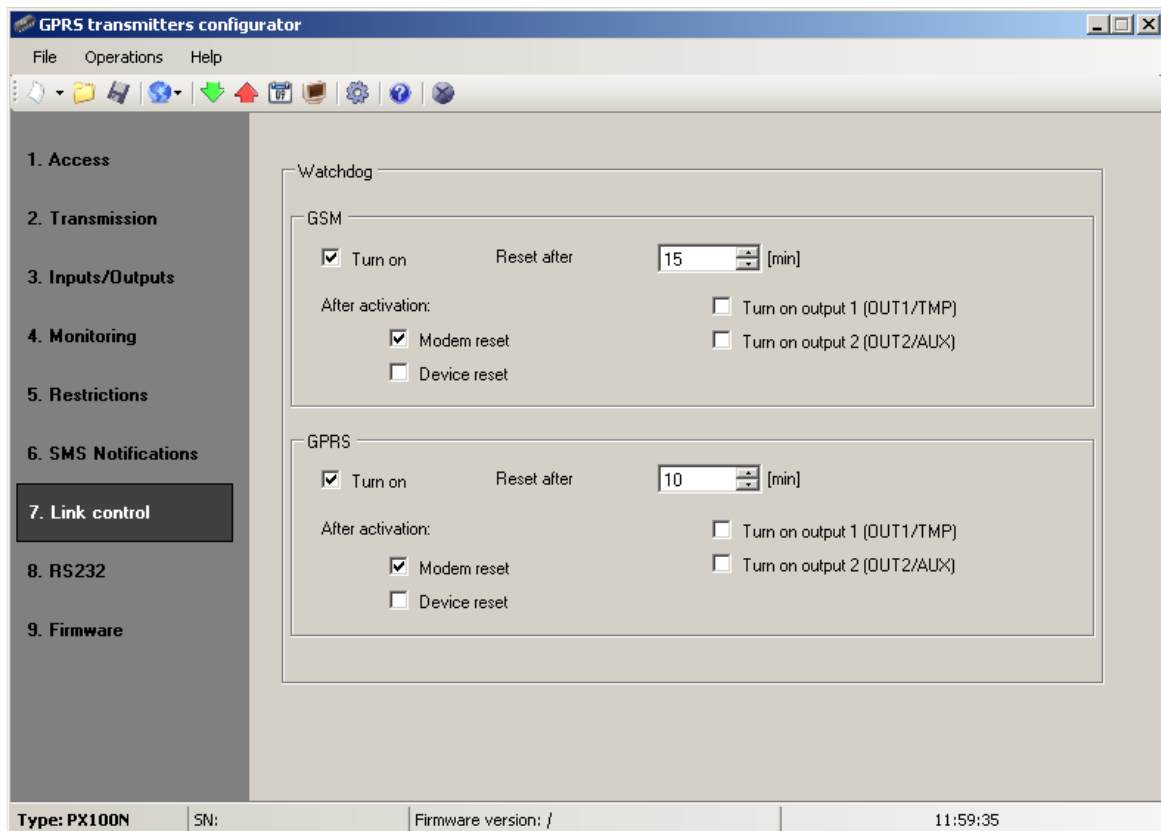 GPRS transmitters configurator
File Operations Help
1. Access
2. Transmission
3. Inputs/Outputs
4. Monitoring
5. Restrictions
6. SMS Notifications
7. Link control
8. RS232
9. Firmware
Watchdog
GSM
Turn on Reset after 15 [min]
After activation: Turn on output 1 (OUT1/TMP)
Modem reset Turn on output 2 (OUT2/AUX)
Device reset
GPRS
Turn on Reset after 10 [min]
After activation: Turn on output 1 (OUT1/TMP)
Modem reset Turn on output 2 (OUT2/AUX)
Device reset
Type: PX100N SN: Firmware version: / 11:59:35